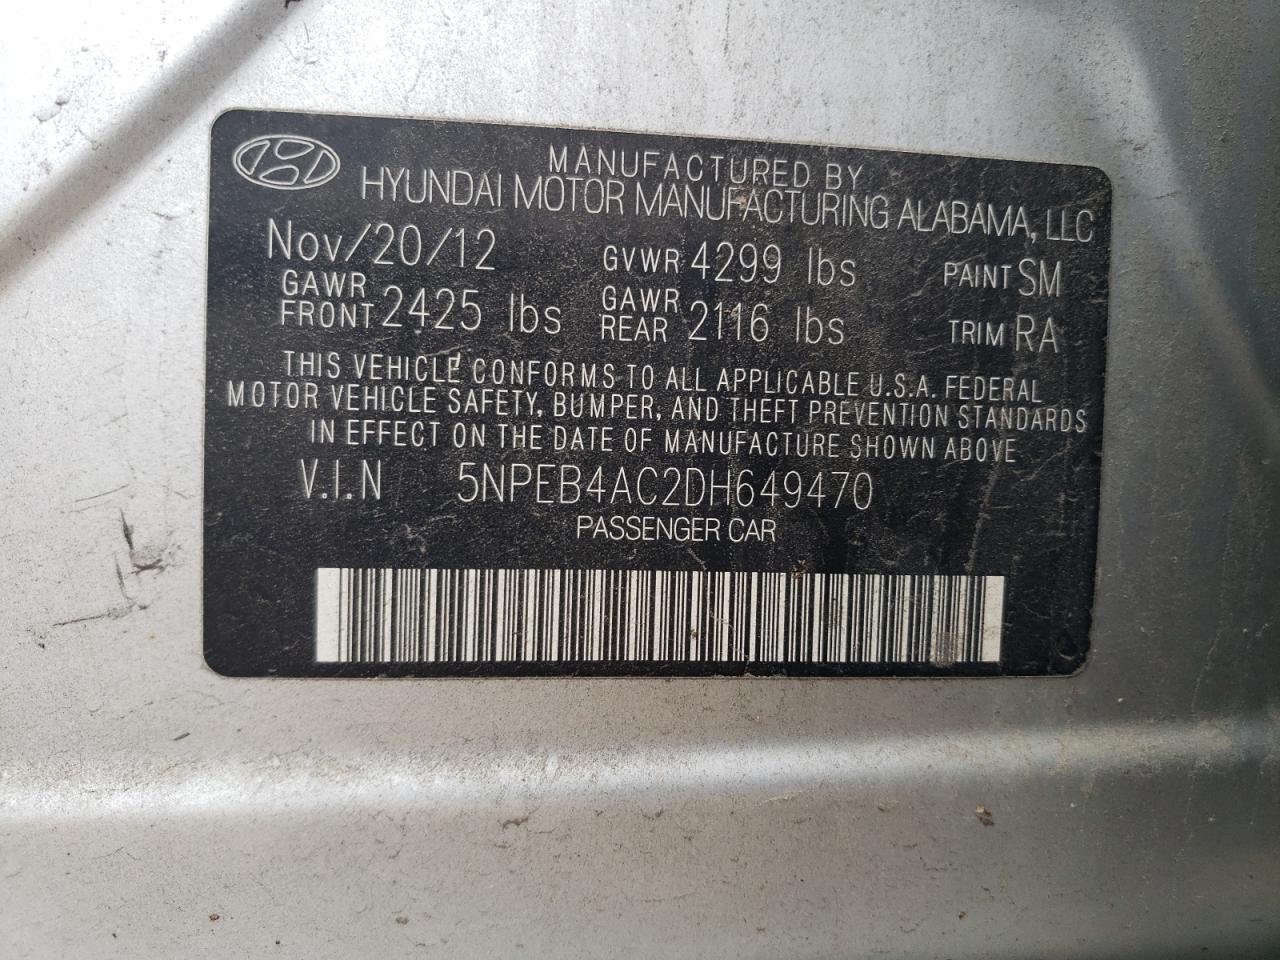 MANUFACTURED BY
HYUNDAI MOTOR MANUFACTURING ALABAMA, LLC
Nov/20/12 GVWR 4299 lbs PAINT SM
GAWR FRONT 2425 lbs GAWR REAR 2116 lbs TRIM RA
THIS VEHICLE CONFORMS TO ALL APPLICABLE U.S.A. FEDERAL
MOTOR VEHICLE SAFETY, BUMPER, AND THEFT PREVENTION STANDARDS
IN EFFECT ON THE DATE OF MANUFACTURE SHOWN ABOVE
V.I.N 5NPEB4AC2DH649470
PASSENGER CAR